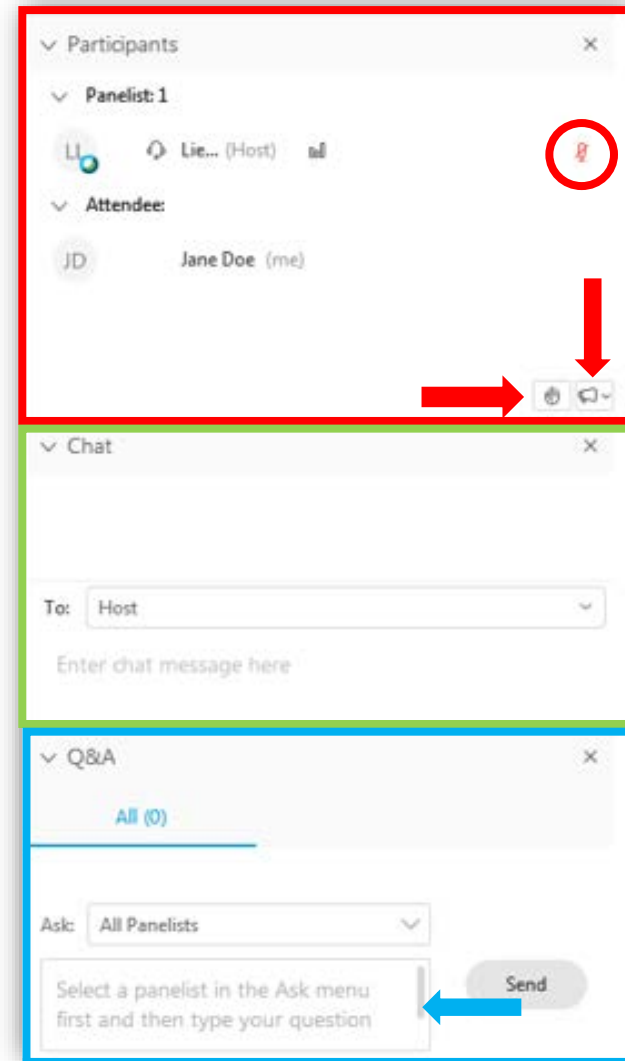 Participants
Panelist: 1
LI Lie... (Host)
Attendee:
JD Jane Doe (me)
Chat
To: Host
Enter chat message here
Q&A
All (0)
Ask: All Panelists
Select a panelist in the Ask menu
first and then type your question
Send